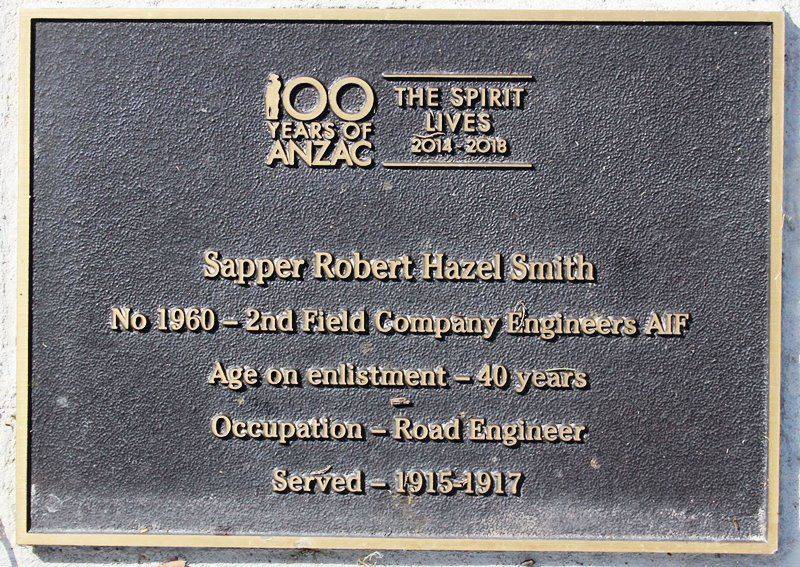 100
YEARS OF
ANZAC
THE SPIRIT
LIVES
2014 - 2018
Sapper Robert Hazel Smith
No 1960 – 2nd Field Company Engineers AIF
Age on enlistment – 40 years
Occupation – Road Engineer
Served – 1915-1917